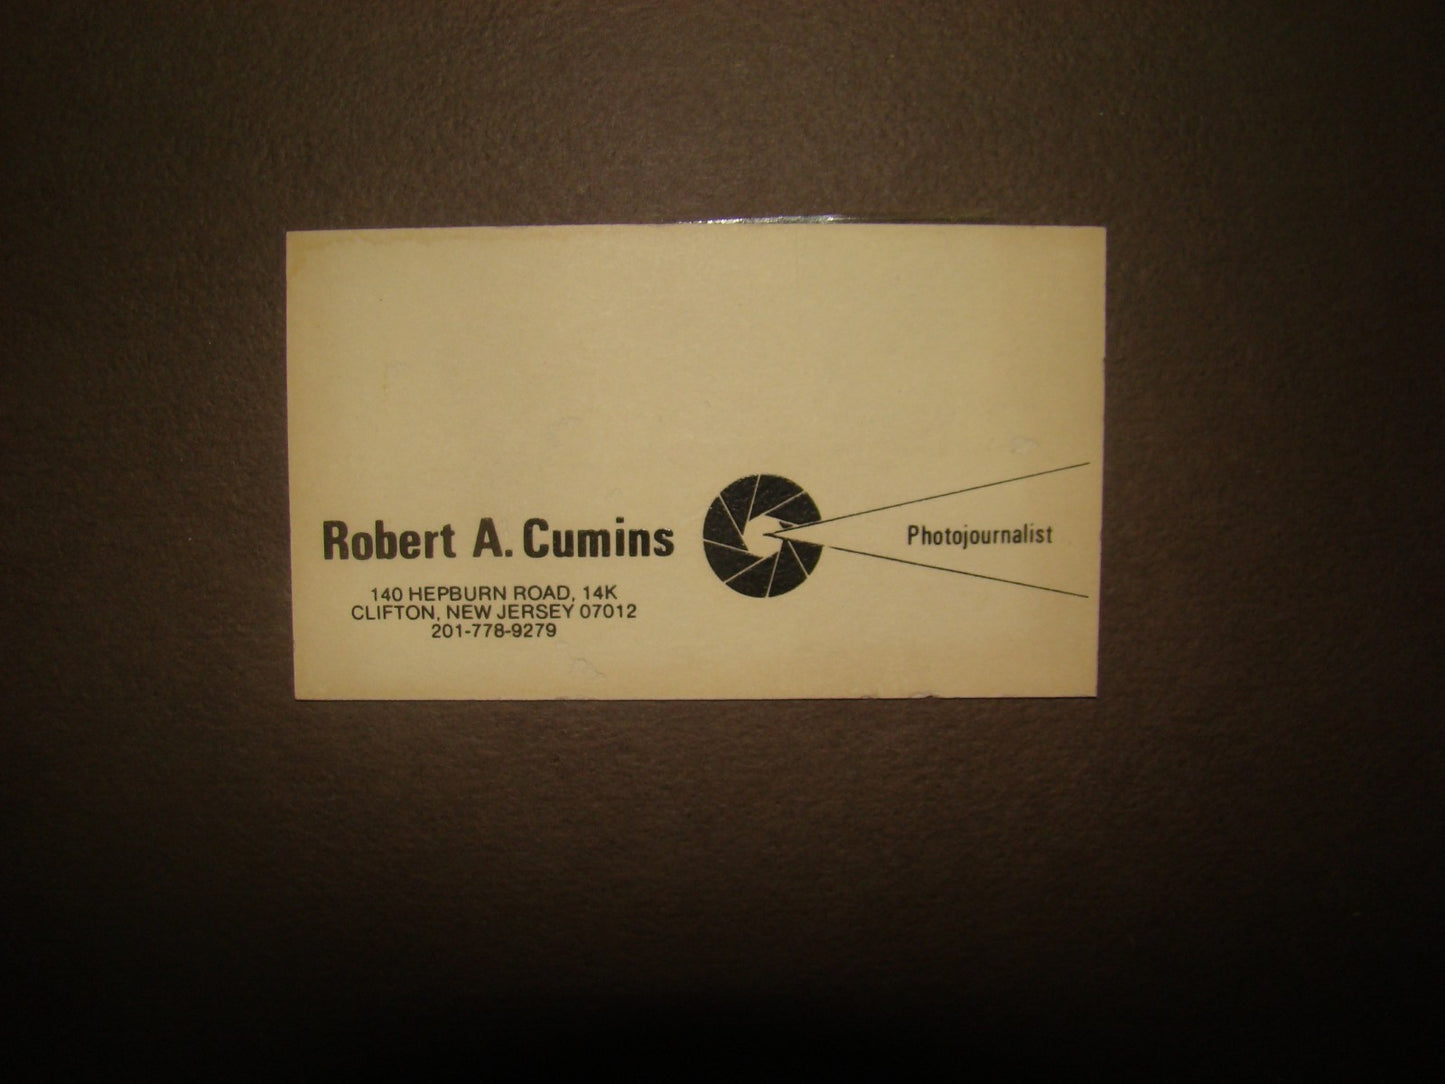 Robert A. Cumins
Photojournalist
140 HEPBURN ROAD, 14K
CLIFTON, NEW JERSEY 07012
201-778-9279